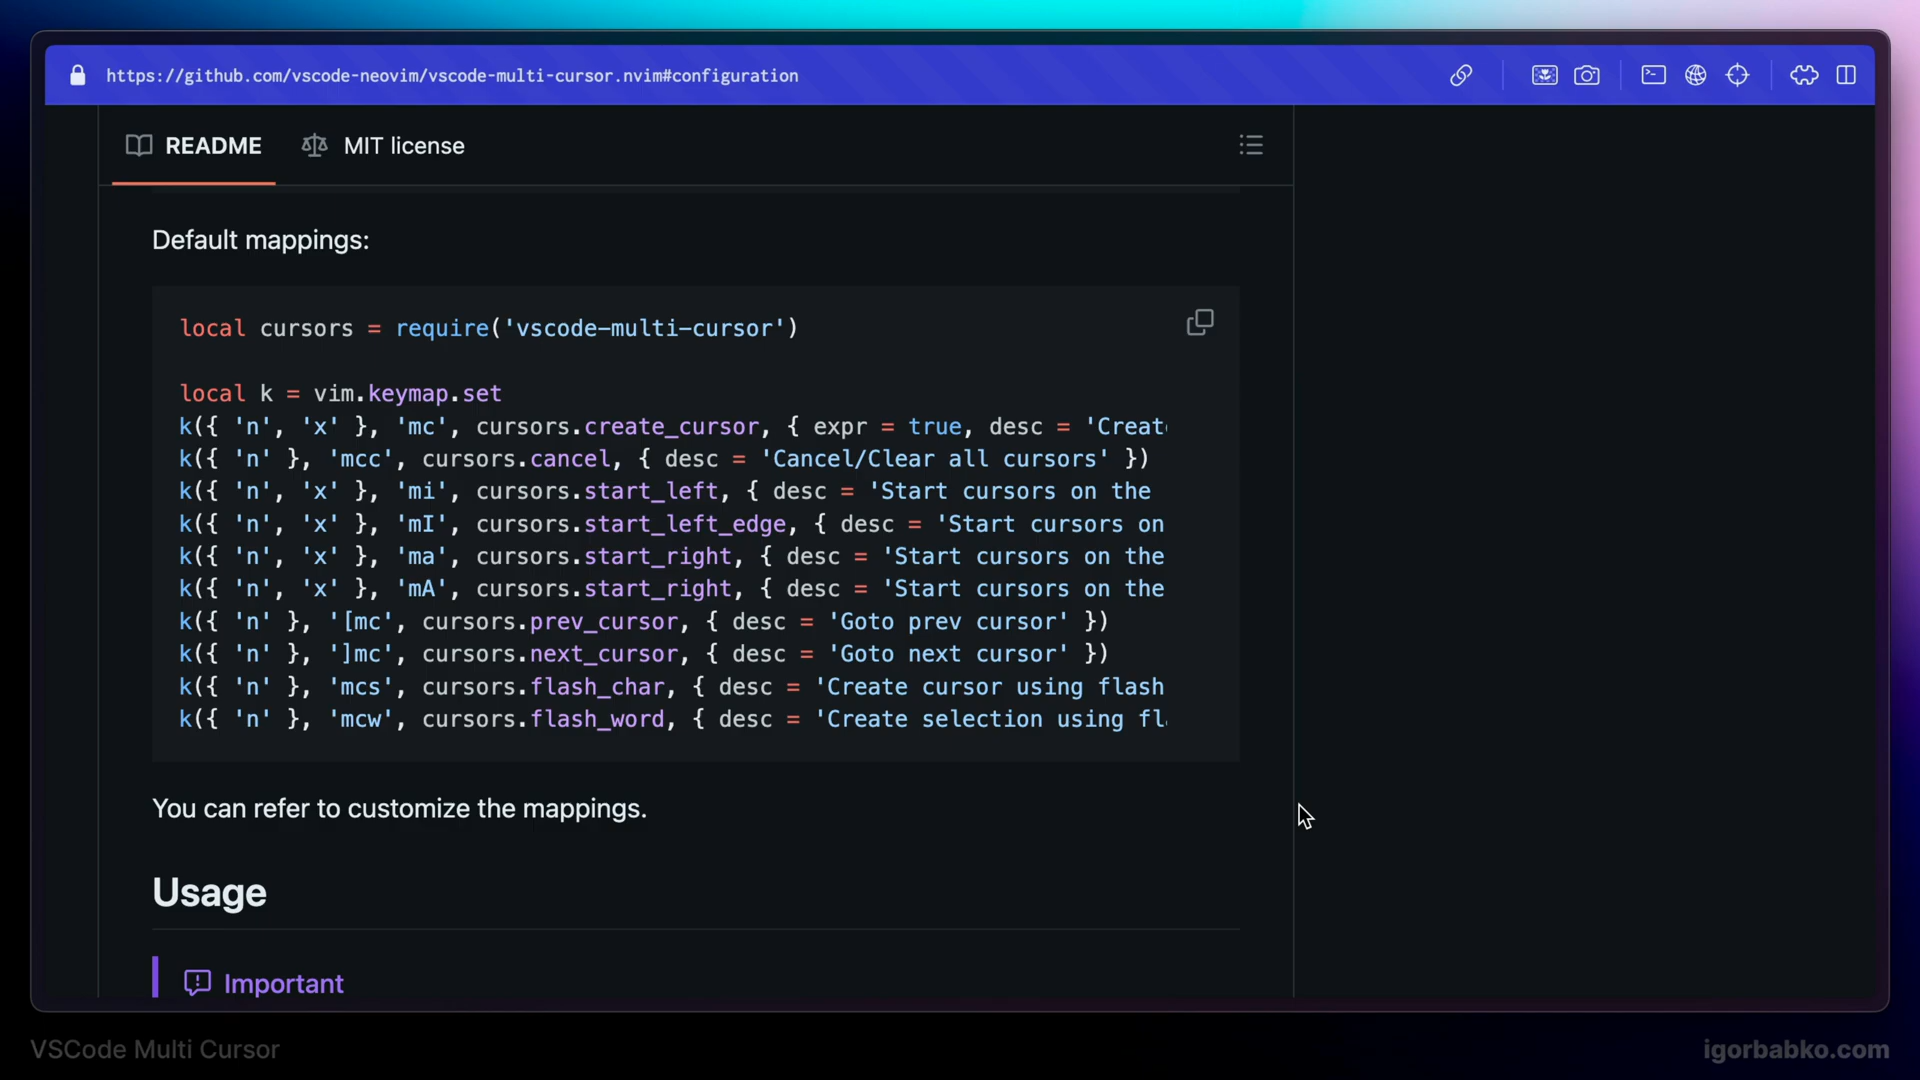 https://github.com/vscode-neovim/vscode-multi-cursor.nvim#configuration
README
MIT license
Default mappings:
local cursors = require('vscode-multi-cursor')
local k = vim.keymap.set
k({ 'n', 'x' }, 'mc', cursors.create_cursor, { expr = true, desc = 'Create
k({ 'n' }, 'mcc', cursors.cancel, { desc = 'Cancel/Clear all cursors' })
k({ 'n', 'x' }, 'mi', cursors.start_left, { desc = 'Start cursors on the
k({ 'n', 'x' }, 'mI', cursors.start_left_edge, { desc = 'Start cursors on
k({ 'n', 'x' }, 'ma', cursors.start_right, { desc = 'Start cursors on the
k({ 'n', 'x' }, 'mA', cursors.start_right, { desc = 'Start cursors on the
k({ 'n' }, '[mc', cursors.prev_cursor, { desc = 'Goto prev cursor' })
k({ 'n' }, ']mc', cursors.next_cursor, { desc = 'Goto next cursor' })
k({ 'n' }, 'mcs', cursors.flash_char, { desc = 'Create cursor using flash
k({ 'n' }, 'mcw', cursors.flash_word, { desc = 'Create selection using fl
You can refer to customize the mappings.
Usage
Important
VSCode Multi Cursor
igorbabko.com